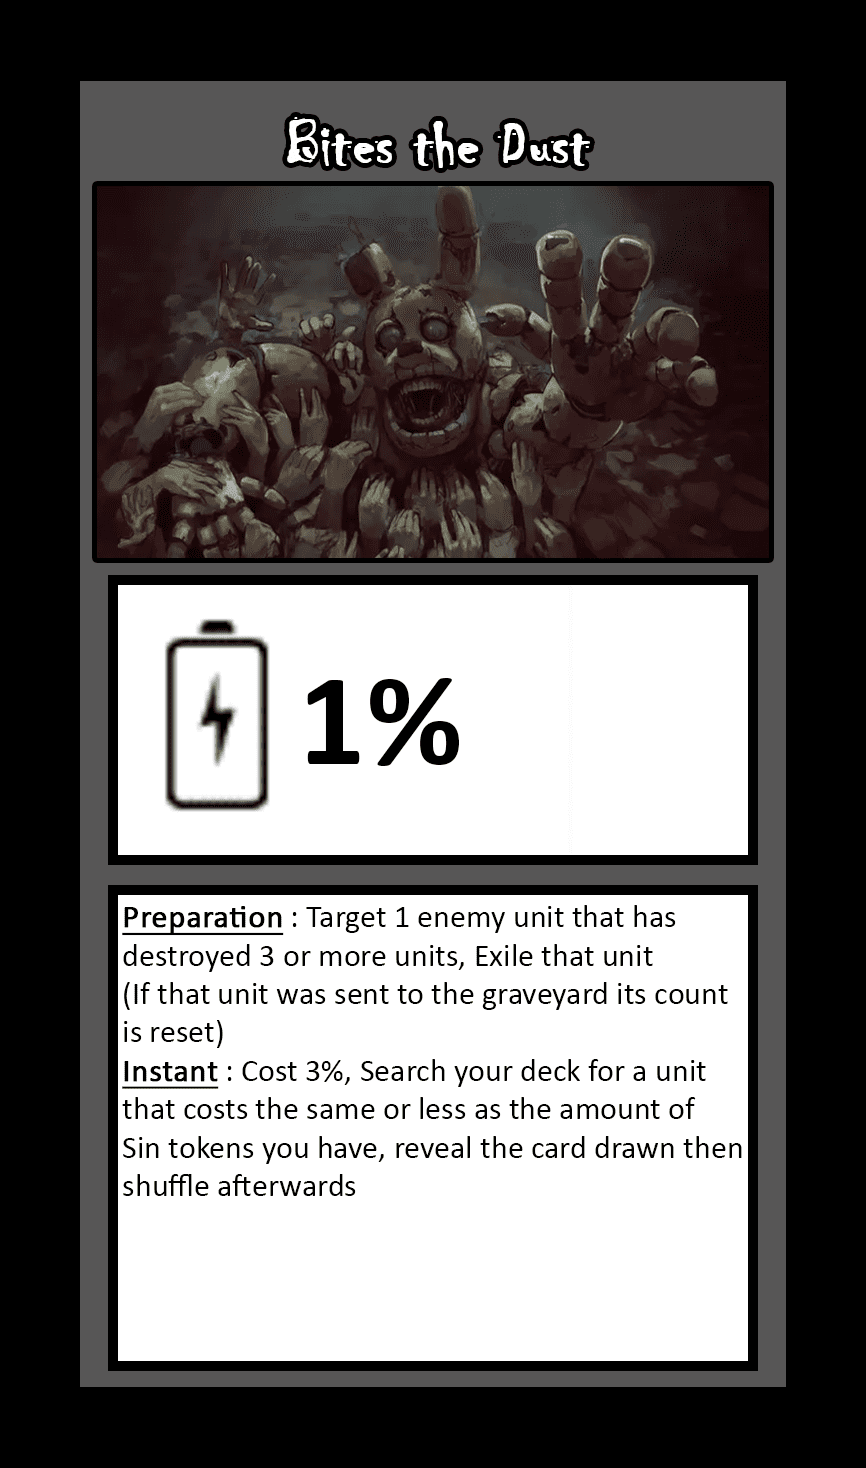 Bites the Dust
1%
Preparation : Target 1 enemy unit that has
destroyed 3 or more units, Exile that unit
(If that unit was sent to the graveyard its count
is reset)
Instant : Cost 3%, Search your deck for a unit
that costs the same or less as the amount of
Sin tokens you have, reveal the card drawn then
shuffle afterwards